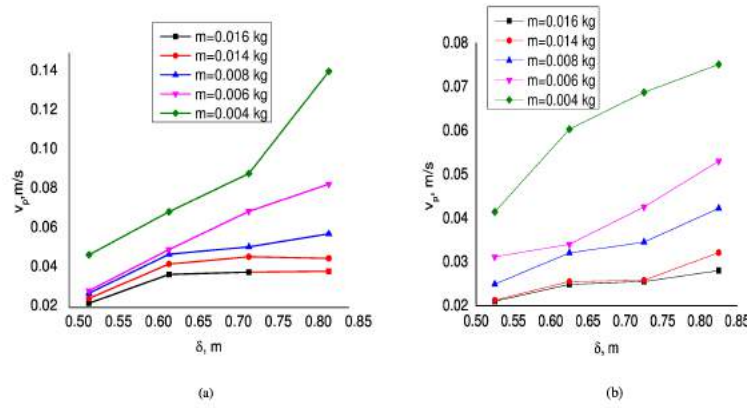 m=0.016 kg
m=0.014 kg
m=0.008 kg
m=0.006 kg
m=0.004 kg
0.14
0.12
0.10
0.08
0.06
0.04
0.02
v_p, m/s
0.50 0.55 0.60 0.65 0.70 0.75 0.80 0.85
δ, m
(a)
m=0.016 kg
m=0.014 kg
m=0.008 kg
m=0.006 kg
m=0.004 kg
0.08
0.07
0.06
0.05
0.04
0.03
0.02
v_p, m/s
0.50 0.55 0.60 0.65 0.70 0.75 0.80 0.85
δ, m
(b)